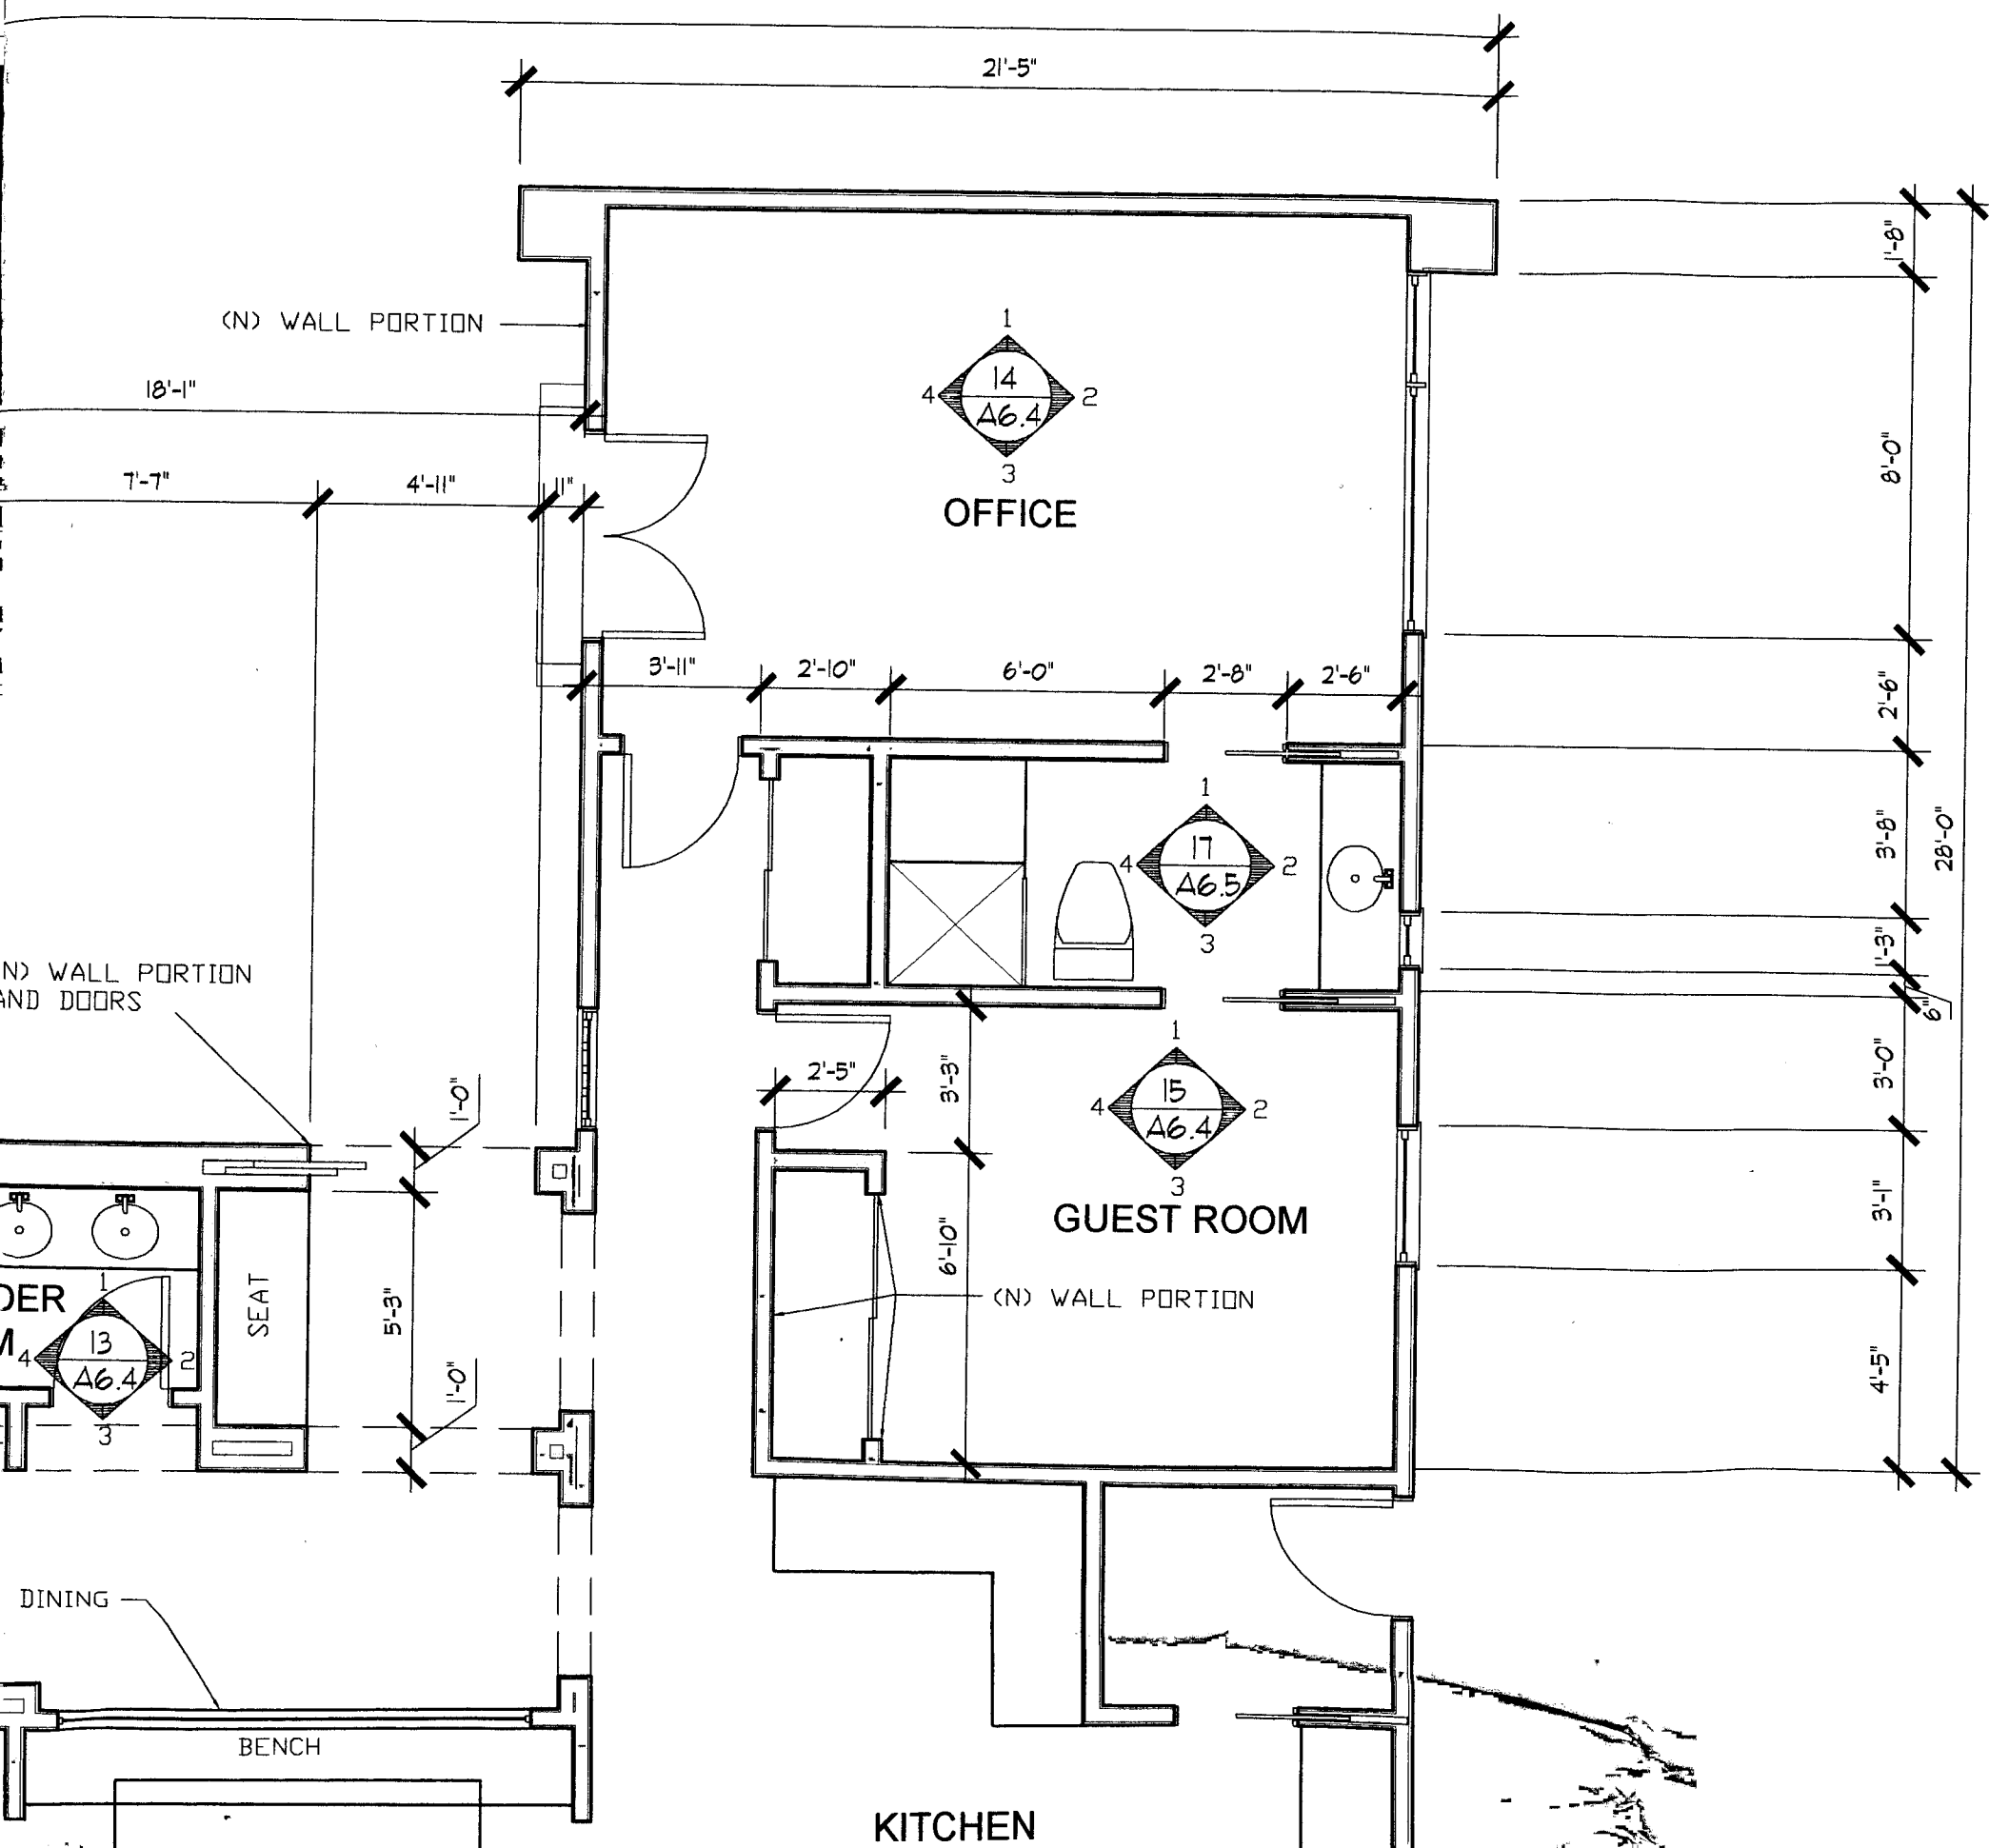 21'-5"
1'-8"
(N) WALL PORTION
1
14
4
2
A6.4
3
OFFICE
18'-1"
7'-7"
4'-11"
11"
8'-0"
3'-11"
2'-10"
6'-0"
2'-8"
2'-6"
2'-6"
1
17
4
2
A6.5
3
3'-8"
28'-0"
1'-3"
6"
N) WALL PORTION
AND DOORS
2'-5"
3'-3"
1
15
4
2
A6.4
3
GUEST ROOM
3'-0"
3'-1"
1'-0"
6'-10"
(N) WALL PORTION
SEAT
5'-3"
DER
M
1
13
4
2
A6.4
3
1'-0"
4'-5"
DINING
BENCH
KITCHEN